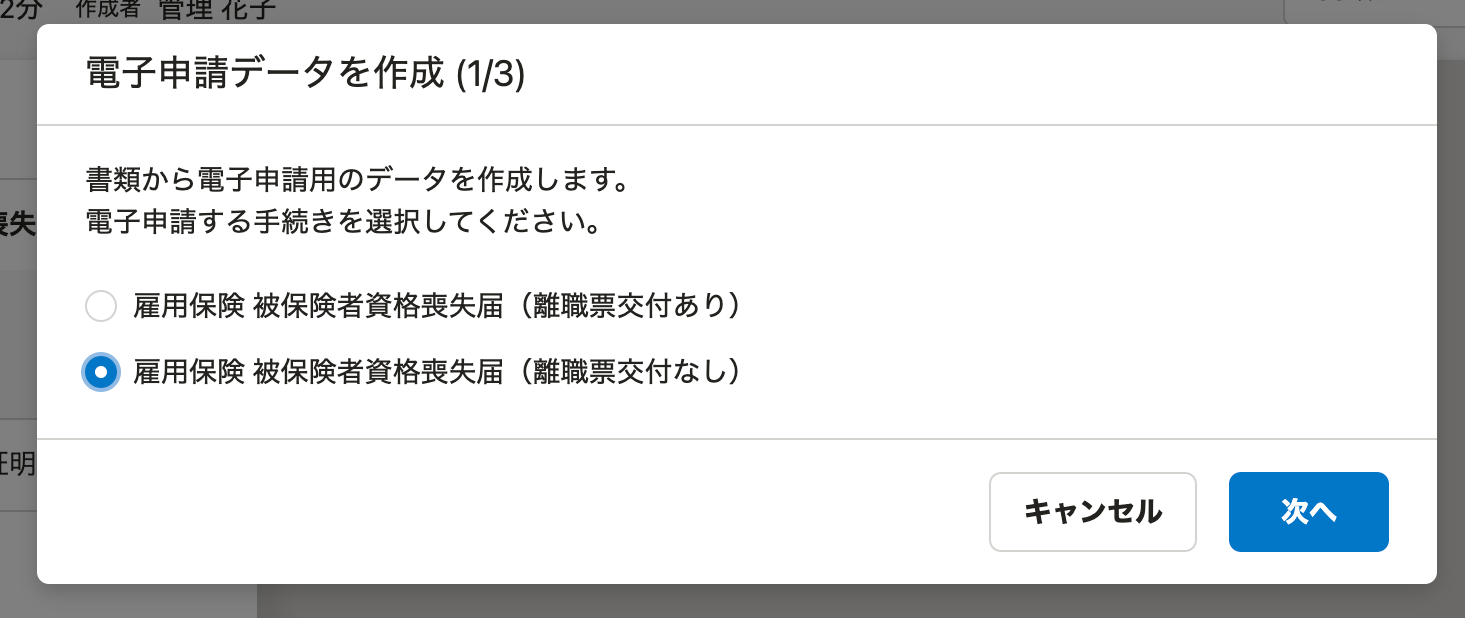 2分 作成者 管理 花子
電子申請データを作成 (1/3)
書類から電子申請用のデータを作成します。
電子申請する手続きを選択してください。
喪失
雇用保険 被保険者資格喪失届（離職票交付あり）
雇用保険 被保険者資格喪失届（離職票交付なし）
証明
キャンセル
次へ